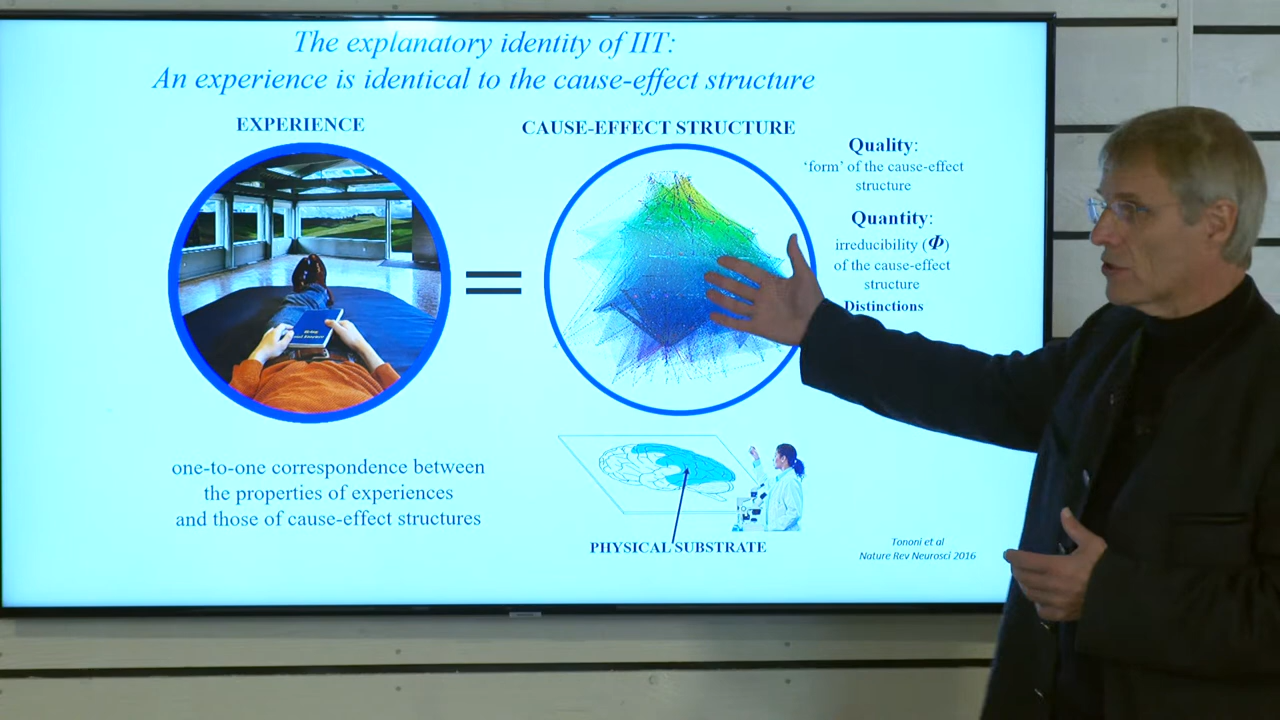 The explanatory identity of IIT:
An experience is identical to the cause-effect structure
EXPERIENCE
CAUSE-EFFECT STRUCTURE
Quality:
'form' of the cause-effect
structure
Quantity:
irreducibility (Φ)
of the cause-effect
structure
Distinctions
one-to-one correspondence between
the properties of experiences
and those of cause-effect structures
PHYSICAL SUBSTRATE
Tononi et al
Nature Rev Neurosci 2016